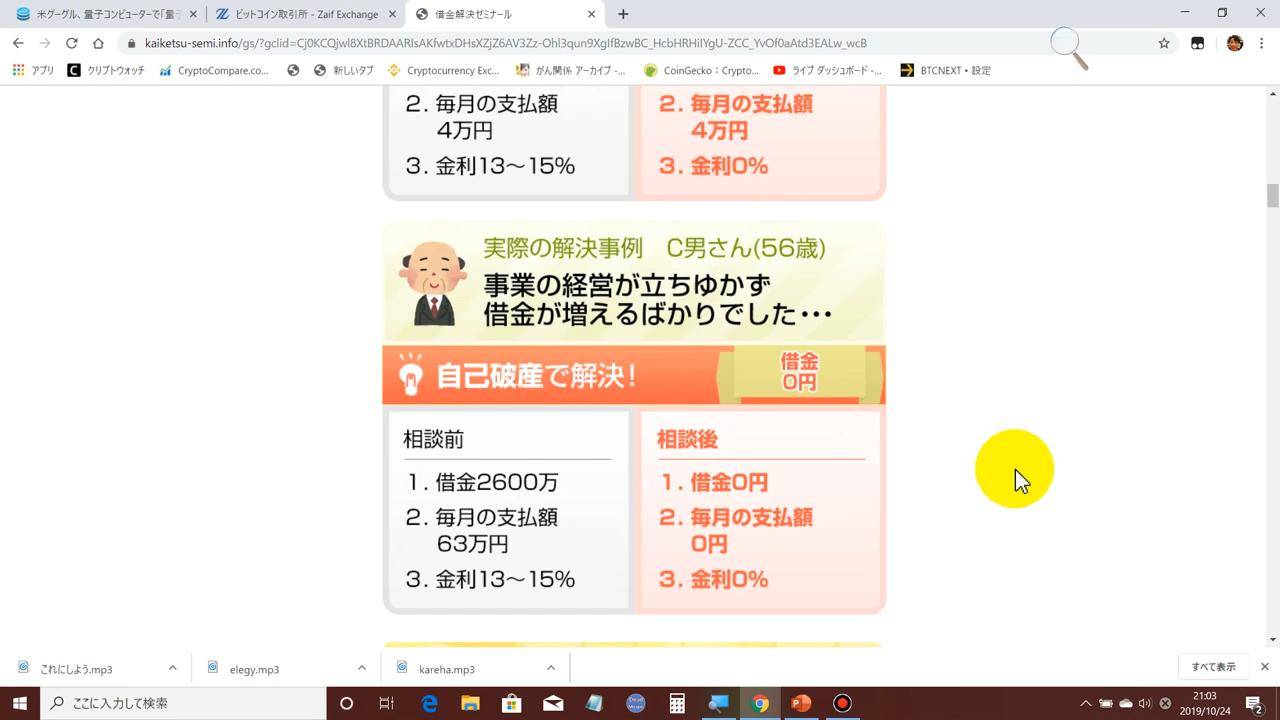 米グーグル、量子コンピューターで「量子
ビットコイン取引所 - Zaif Exchange
借金解決ゼミナール
kaiketsu-semi.info/gs/?gclid=Cj0KCQjwl8XtBRDAARIsAKfwtxDHsXZjZ6AV3Zz-Ohl3qun9XgIfBzwBC_HcbHRHiIYgU-ZCC_YvOf0aAtd3EALw_wcB
アプリ
クリプトウォッチ
CryptoCompare.co...
新しいタブ
Cryptocurrency Exc...
がん関係 アーカイブ - ...
CoinGecko：Crypto...
ライブ ダッシュボード - ...
BTCNEXT・設定
2. 毎月の支払額
4万円
3. 金利13〜15%
2. 毎月の支払額
4万円
3. 金利0%
実際の解決事例　C男さん(56歳)
事業の経営が立ちゆかず
借金が増えるばかりでした・・・
自己破産で解決！
借金
0円
相談前
1. 借金2600万
2. 毎月の支払額
63万円
3. 金利13〜15%
相談後
1. 借金0円
2. 毎月の支払額
0円
3. 金利0%
これにしよう.mp3
elegy.mp3
kareha.mp3
すべて表示
ここに入力して検索
21:03
2019/10/24
2